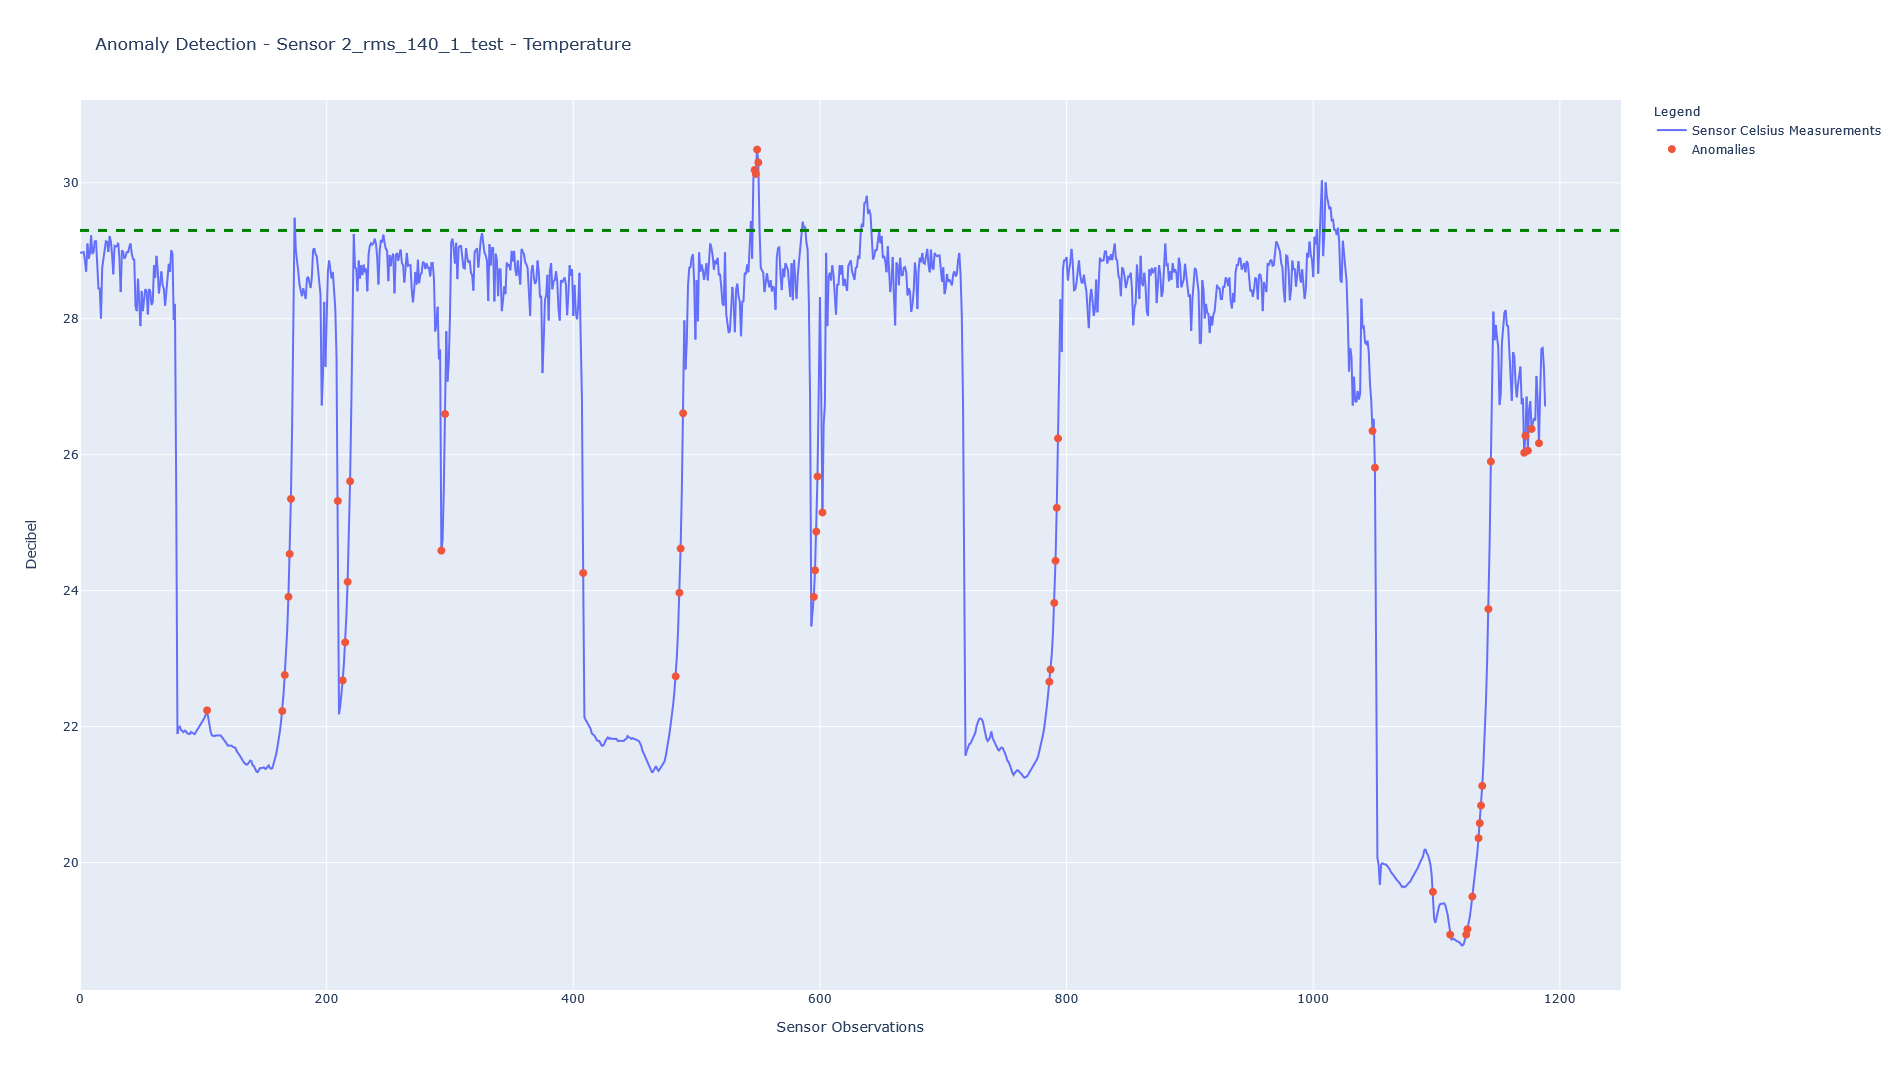 Anomaly Detection - Sensor 2_rms_140_1_test - Temperature
Legend
Sensor Celsius Measurements
Anomalies
30
28
26
24
22
20
Decibel
0
200
400
600
800
1000
1200
Sensor Observations